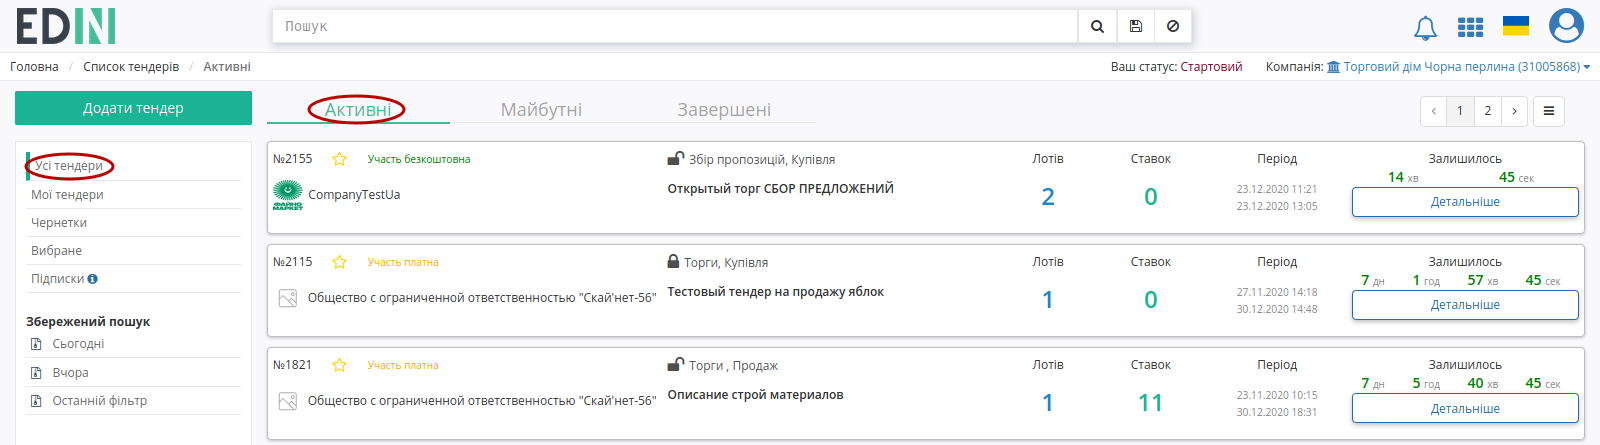 EDIN
Пошук
Головна / Список тендерів / Активні
Ваш статус: Стартовий
Компанія: Торговий дім Чорна перлина (31005868)
Додати тендер
Усі тендери
Мої тендери
Чернетки
Вибране
Підписки
Збережений пошук
Сьогодні
Вчора
Останній фільтр
Активні Майбутні Завершені
‹ 1 2 ›
№2155 Участь безкоштовна
ФАЙНО МАРКЕТ
CompanyTestUa
Збір пропозицій, Купівля
Открытый торг СБОР ПРЕДЛОЖЕНИЙ
Лотів
2
Ставок
0
Період
23.12.2020 11:21
23.12.2020 13:05
Залишилось
14 хв 45 сек
Детальніше
№2115 Участь платна
Общество с ограниченной ответственностью "Скай'нет-56"
Торги, Купівля
Тестовый тендер на продажу яблок
Лотів
1
Ставок
0
Період
27.11.2020 14:18
30.12.2020 14:48
Залишилось
7 дн 1 год 57 хв 45 сек
Детальніше
№1821 Участь платна
Общество с ограниченной ответственностью "Скай'нет-56"
Торги , Продаж
Описание строй материалов
Лотів
1
Ставок
11
Період
23.11.2020 10:15
30.12.2020 18:31
Залишилось
7 дн 5 год 40 хв 45 сек
Детальніше